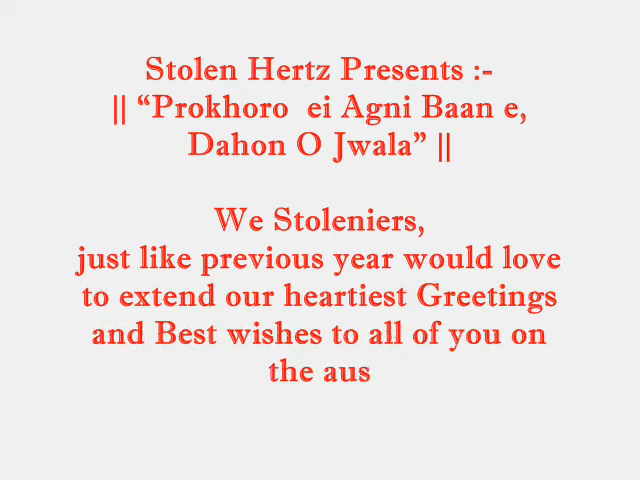 Stolen Hertz Presents :-
|| “Prokhoro ei Agni Baan e,
Dahon O Jwala” ||
We Stoleniers,
just like previous year would love
to extend our heartiest Greetings
and Best wishes to all of you on
the aus